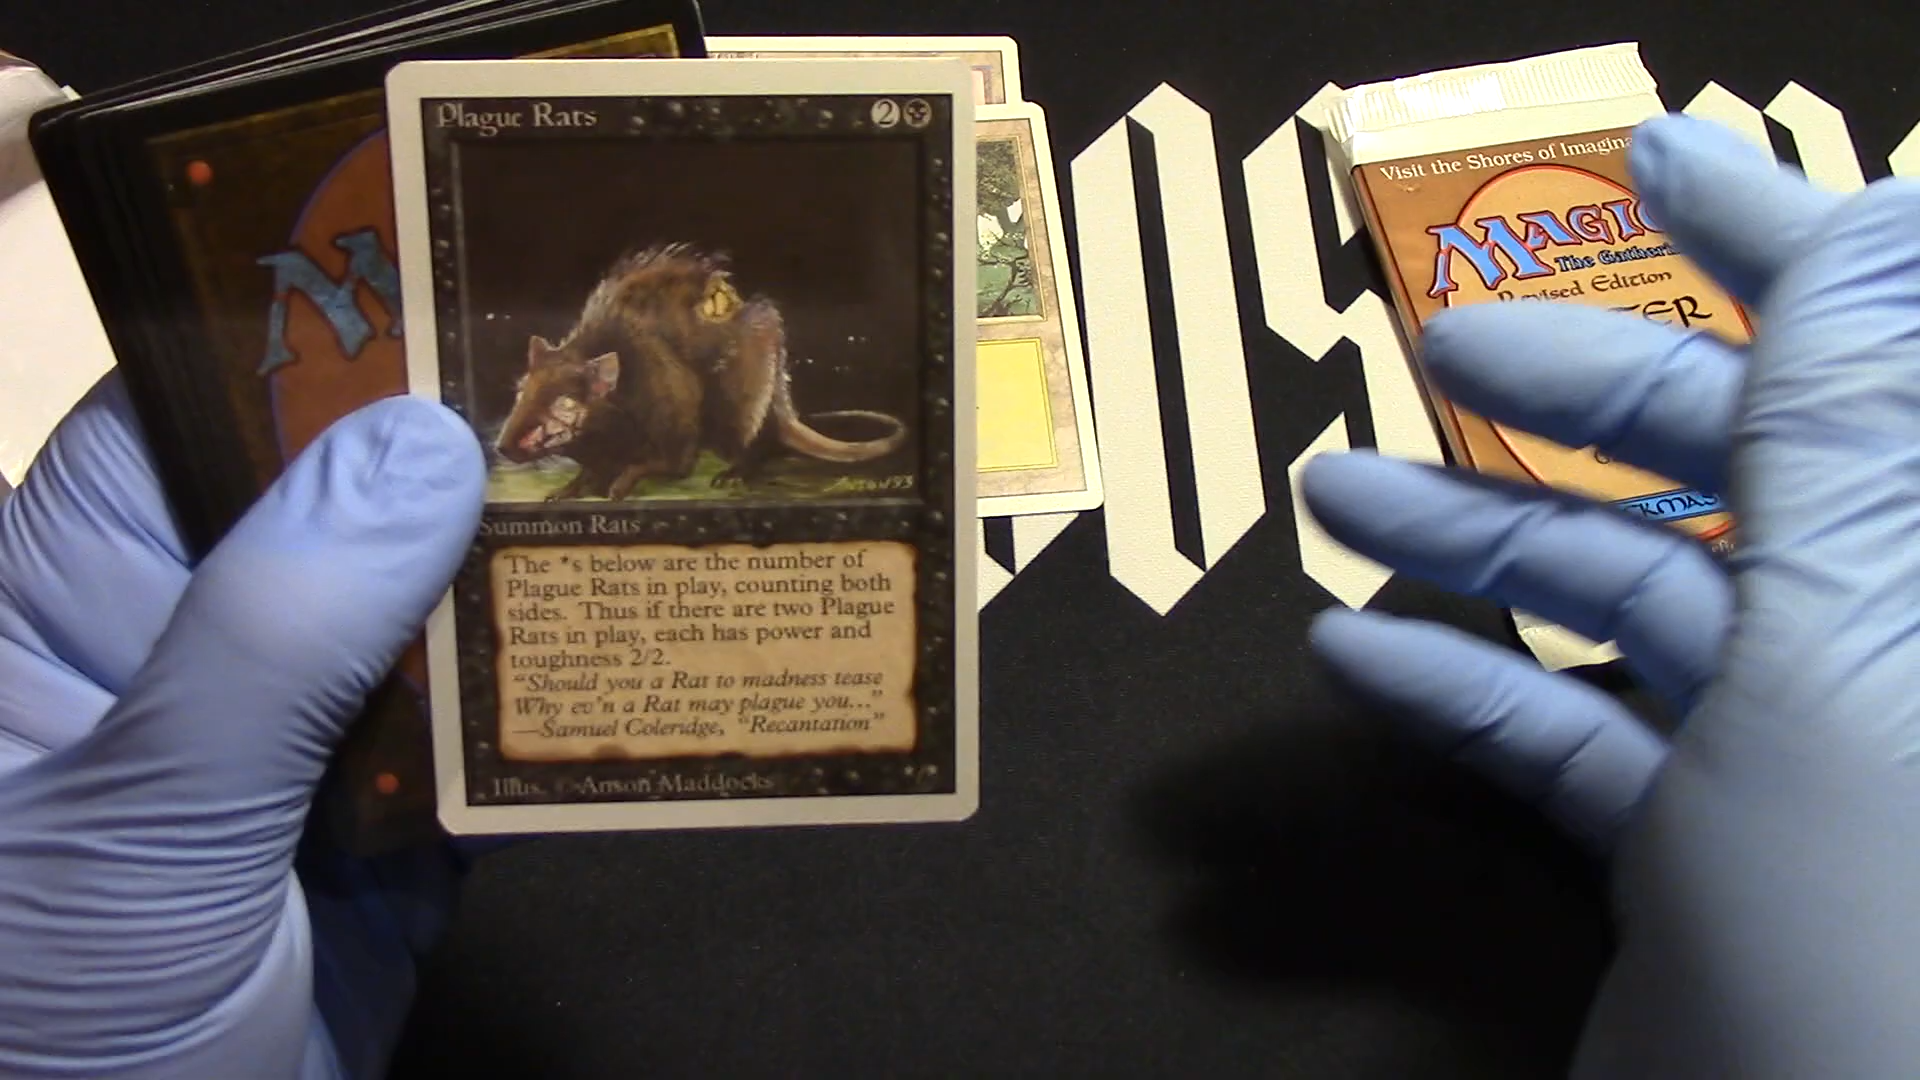 Plague Rats
2
Summon Rats
The *s below are the number of
Plague Rats in play, counting both
sides. Thus if there are two Plague
Rats in play, each has power and
toughness 2/2.
"Should you a Rat to madness tease
Why ev'n a Rat may plague you..."
—Samuel Coleridge, "Recantation"
Illus. © Anson Maddocks
*/*
M
Visit the Shores of Imagina
MAGIC
The Gatheri
Revised Edition
TER
CKMA